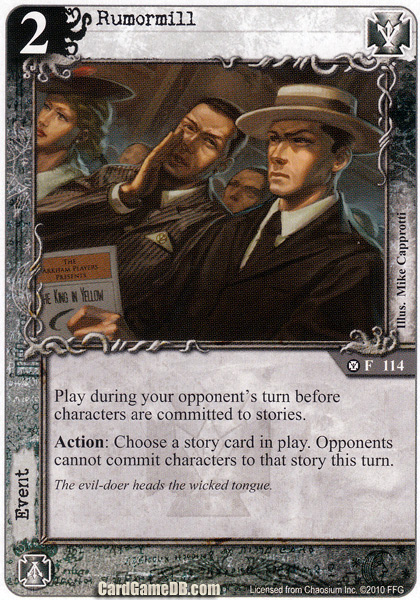 2
Rumormill
THE
ARKHAM PLAYERS
PRESENTS
HE KING IN YELLOW
Illus. Mike Capprotti
F 114
Play during your opponent's turn before
characters are committed to stories.
Action: Choose a story card in play. Opponents
cannot commit characters to that story this turn.
The evil-doer heads the wicked tongue.
Event
CardGameDB.com
Licensed from Chaosium Inc. ©2010 FFG